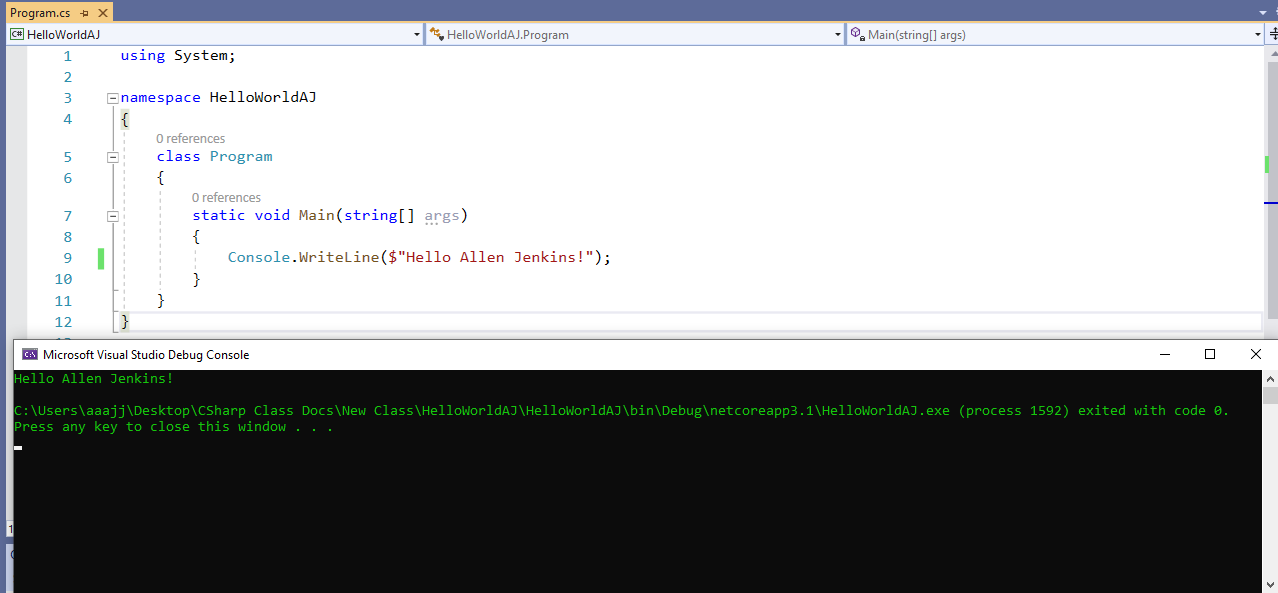 Program.cs
C# HelloWorldAJ HelloWorldAJ.Program Main(string[] args)
1 using System;
2
3 namespace HelloWorldAJ
4 {
0 references
5 class Program
6 {
0 references
7 static void Main(string[] args)
8 {
9 Console.WriteLine($"Hello Allen Jenkins!");
10 }
11 }
12 }
C:\ Microsoft Visual Studio Debug Console
Hello Allen Jenkins!
C:\Users\aaajj\Desktop\CSharp Class Docs\New Class\HelloWorldAJ\HelloWorldAJ\bin\Debug\netcoreapp3.1\HelloWorldAJ.exe (process 1592) exited with code 0.
Press any key to close this window . . .